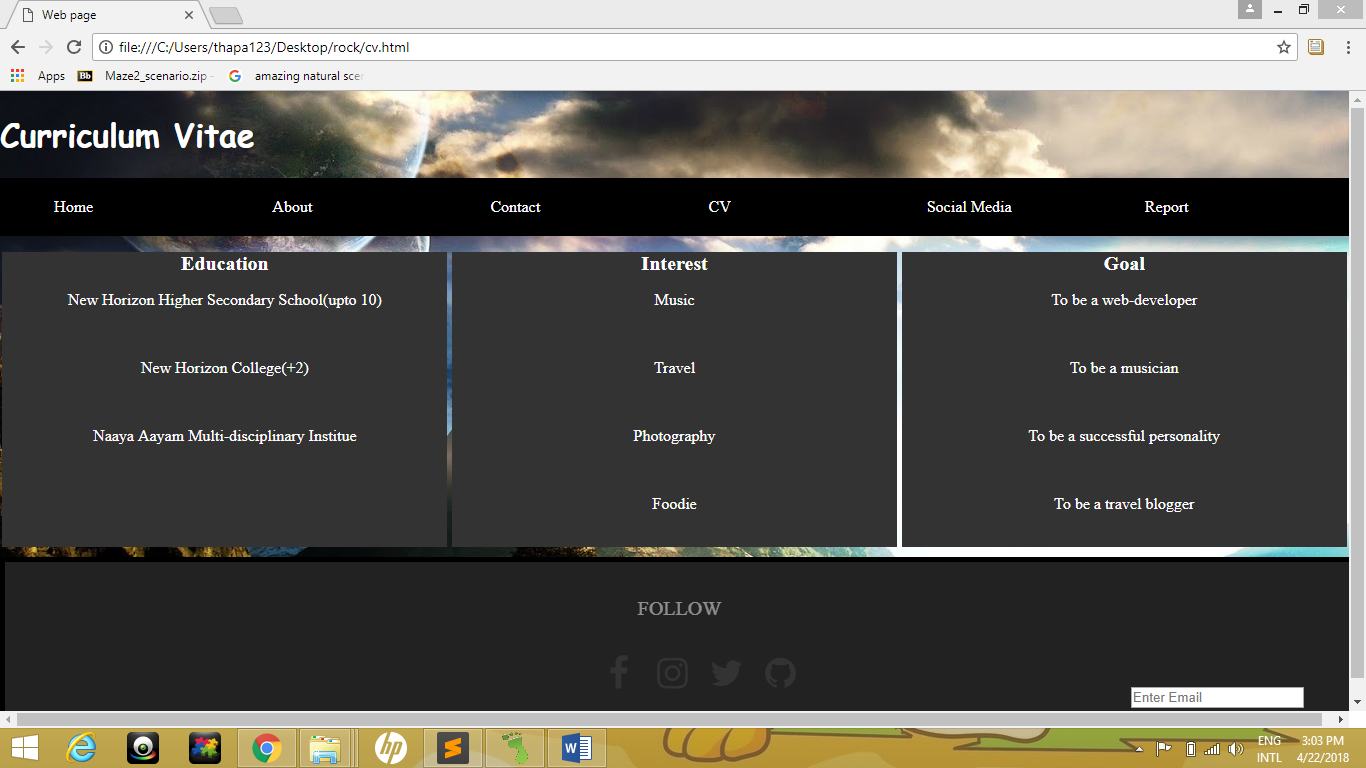 Web page
file:///C:/Users/thapa123/Desktop/rock/cv.html
Apps Bb Maze2_scenario.zip - G amazing natural scer
Curriculum Vitae
Home About Contact CV Social Media Report
Education
New Horizon Higher Secondary School(upto 10)
New Horizon College(+2)
Naaya Aayam Multi-disciplinary Institue
Interest
Music
Travel
Photography
Foodie
Goal
To be a web-developer
To be a musician
To be a successful personality
To be a travel blogger
FOLLOW
Enter Email
ENG 3:03 PM
INTL 4/22/2018